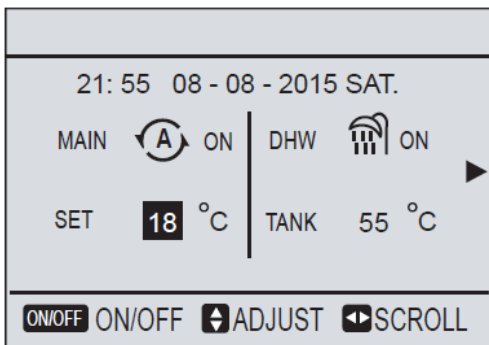 21: 55 08 - 08 - 2015 SAT.
MAIN A ON DHW ON
SET 18 °C TANK 55 °C
ON/OFF ON/OFF ADJUST SCROLL